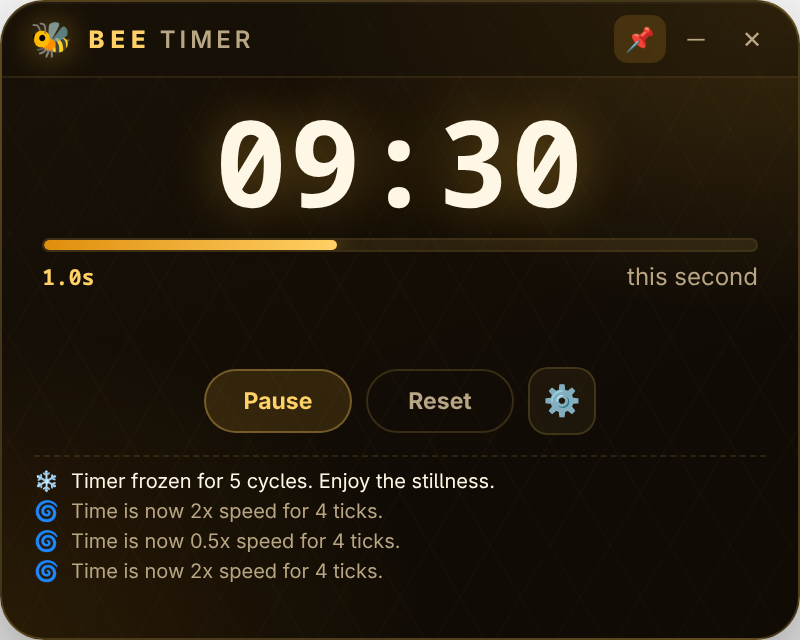 BEE TIMER
09:30
1.0s this second
Pause Reset
Timer frozen for 5 cycles. Enjoy the stillness.
Time is now 2x speed for 4 ticks.
Time is now 0.5x speed for 4 ticks.
Time is now 2x speed for 4 ticks.